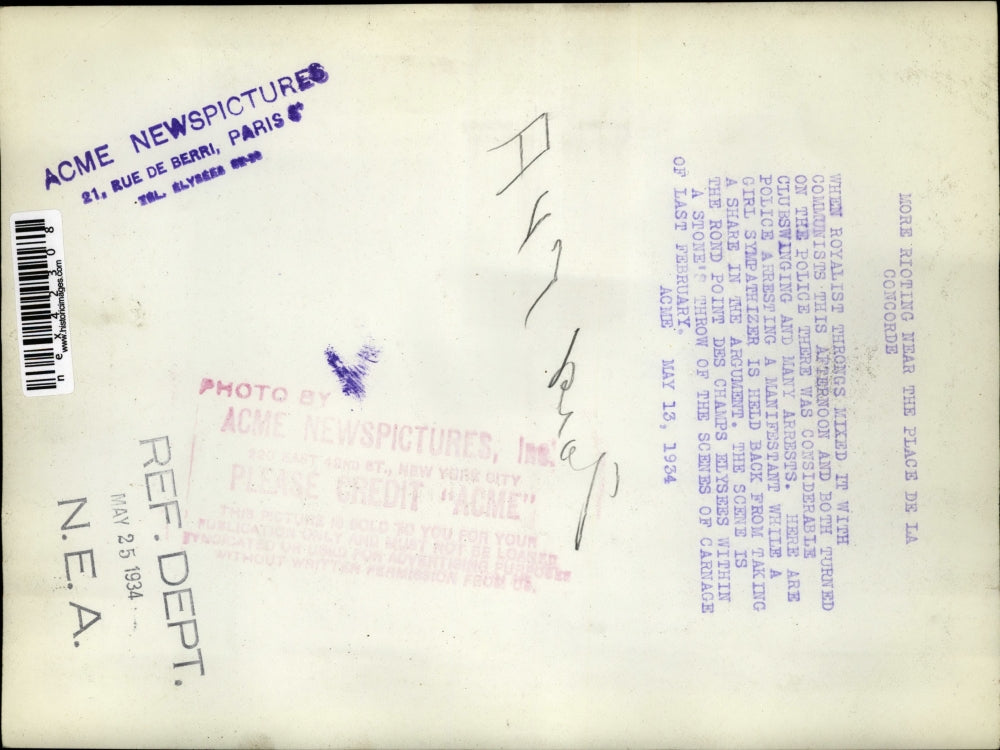 MORE RIOTING NEAR THE PLACE DE LA
CONCORDE
WHEN ROYALIST THRONGS MIXED IT WITH
COMMUNISTS THIS AFTERNOON AND BOTH TURNED
ON THE POLICE THERE WAS CONSIDERABLE
CLUBSWINGING AND MANY ARRESTS. HERE ARE
POLICE ARRESTING A MANIFESTANT WHILE A
GIRL SYMPATHIZER IS HELD BACK FROM TAKING
A SHARE IN THE ARGUMENT. THE SCENE IS
THE ROND POINT DES CHAMPS ELYSEES WITHIN
A STONE'S THROW OF THE SCENES OF CARNAGE
OF LAST FEBRUARY.
ACME MAY 13, 1934
ACME NEWSPICTURES
21, RUE DE BERRI, PARIS 8e
TEL. ELYSEES
nex4423308
www.historicimages.com
PHOTO BY
ACME NEWSPICTURES, Inc.
220 EAST 42ND ST., NEW YORK CITY
PLEASE CREDIT "ACME"
THIS PICTURE IS SOLD TO YOU FOR YOUR
PUBLICATION ONLY AND MUST NOT BE LOANED,
SYNDICATED OR USED FOR ADVERTISING PURPOSES
WITHOUT WRITTEN PERMISSION FROM US.
REF. DEPT.
MAY 25 1934
N.E.A.